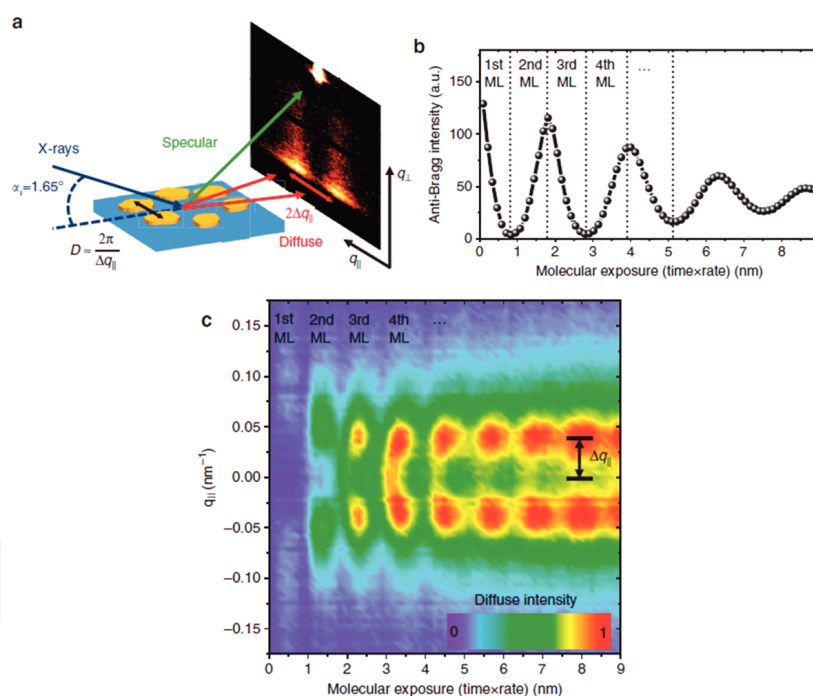 a
X-rays
αi=1.65°
Specular
2Δq||
Diffuse
D ≈ 2π / Δq||
q⊥
q||
b
Anti-Bragg intensity (a.u.)
150
100
50
0
1st ML
2nd ML
3rd ML
4th ML
...
0 1 2 3 4 5 6 7 8
Molecular exposure (time×rate) (nm)
c
q|| (nm⁻¹)
0.15
0.10
0.05
0.00
−0.05
−0.10
−0.15
1st ML
2nd ML
3rd ML
4th ML
...
Δq||
Diffuse intensity
0 1
0 1 2 3 4 5 6 7 8 9
Molecular exposure (time×rate) (nm)